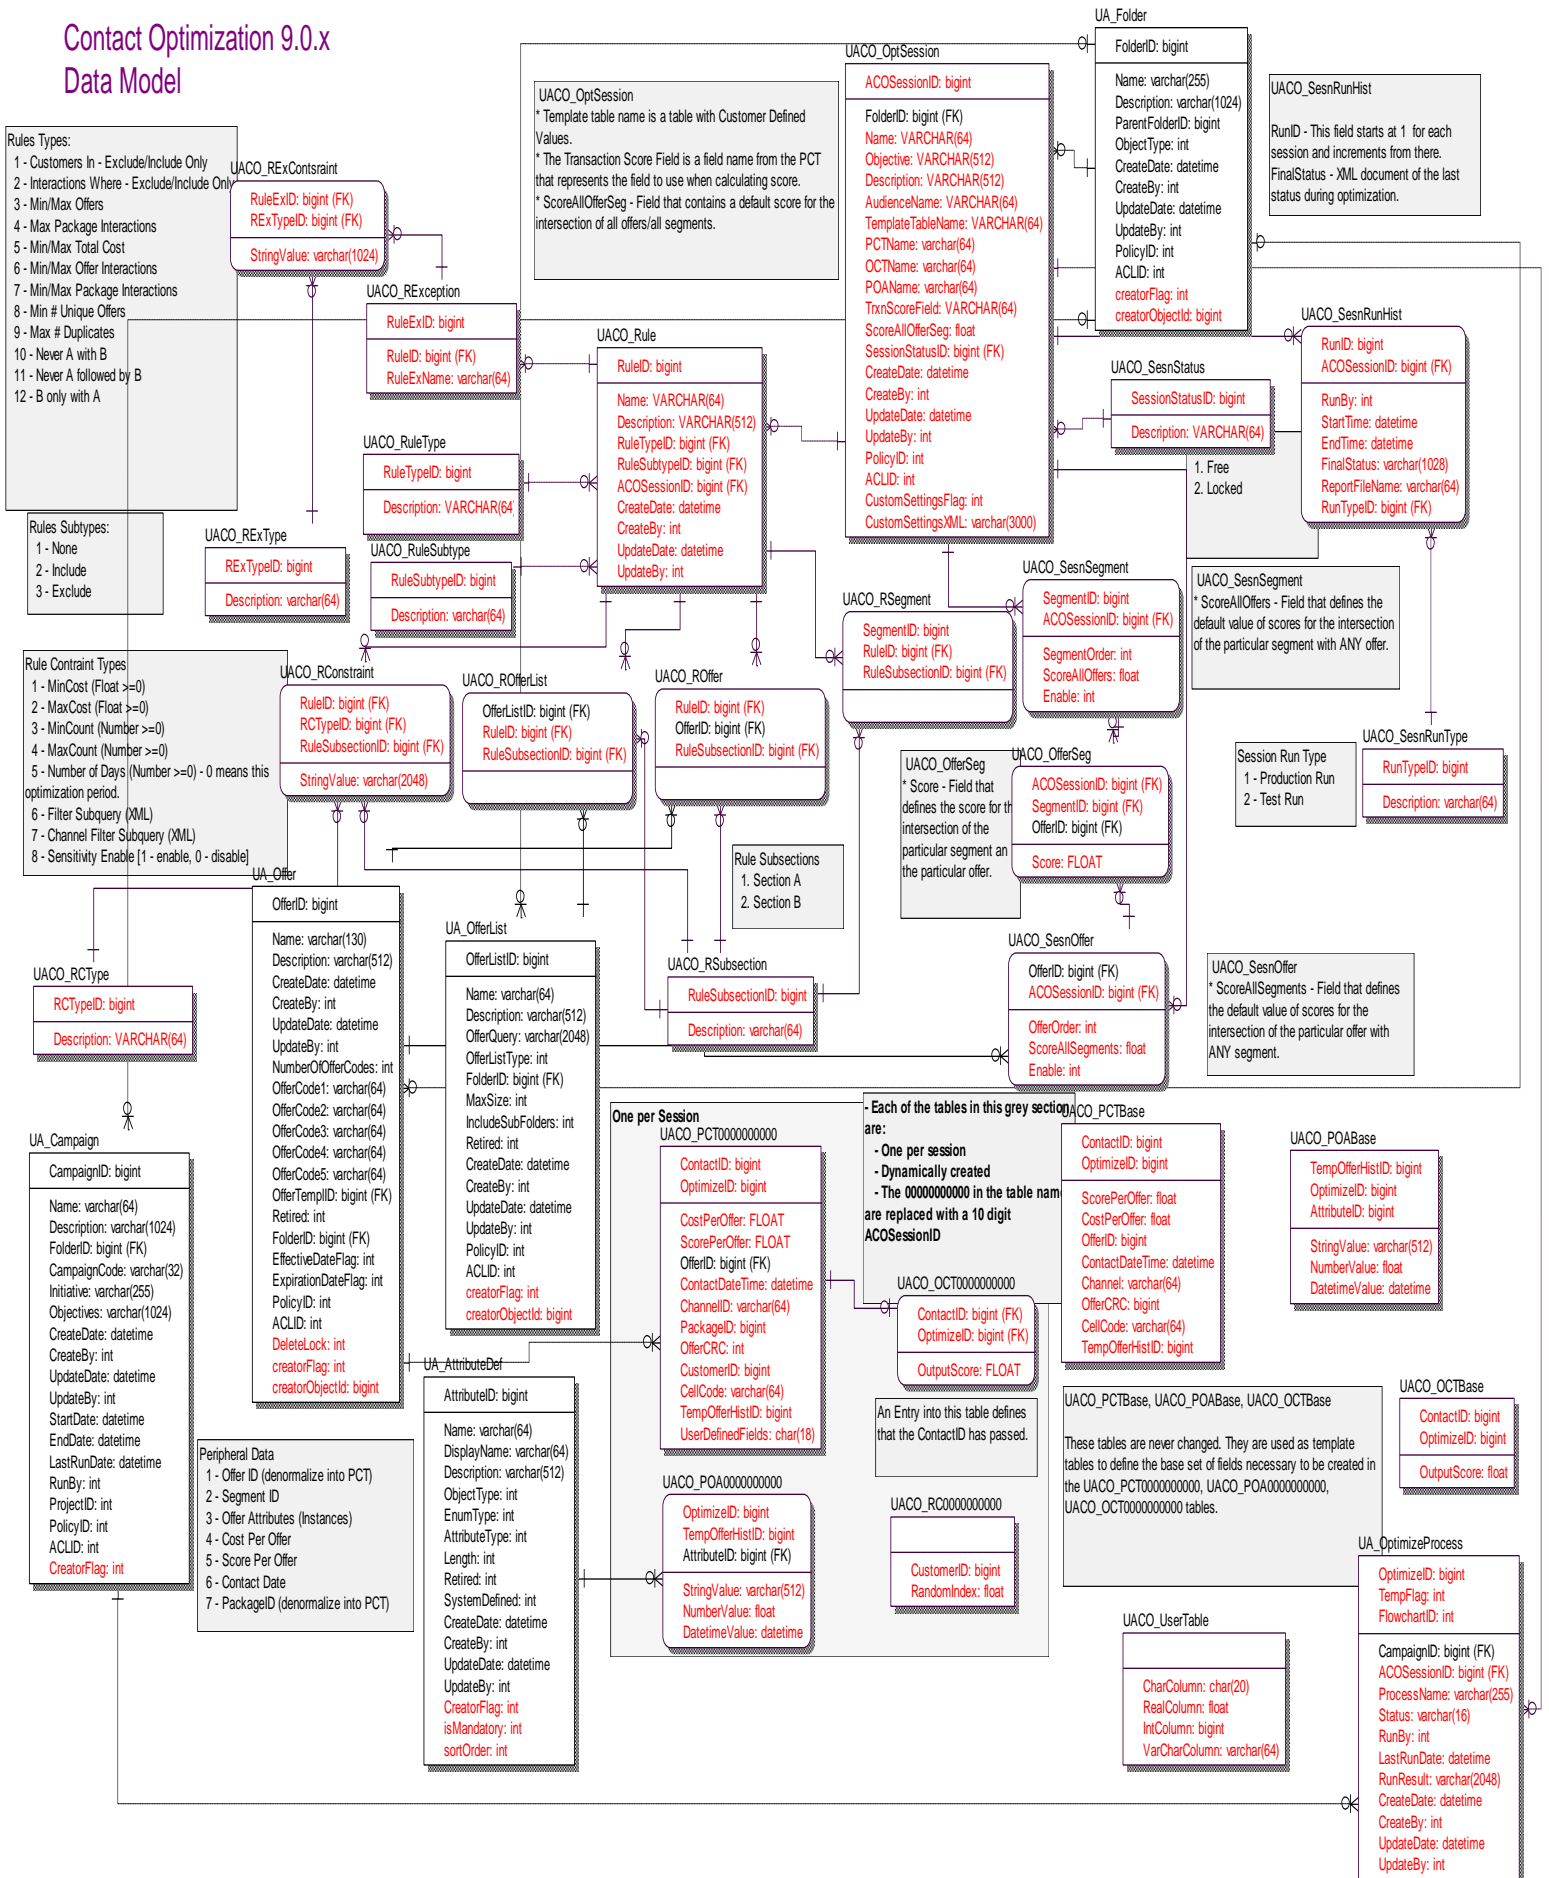 Contact Optimization 9.0.x
Data Model
Rules Types:
1 - Customers In - Exclude/Include Only
2 - Interactions Where - Exclude/Include Only
3 - Min/Max Offers
4 - Max Package Interactions
5 - Min/Max Total Cost
6 - Min/Max Offer Interactions
7 - Min/Max Package Interactions
8 - Min # Unique Offers
9 - Max # Duplicates
10 - Never A with B
11 - Never A followed by B
12 - B only with A
UACO_RExContsraint
RuleExID: bigint (FK)
RExTypeID: bigint (FK)
StringValue: varchar(1024)
UACO_OptSession
* Template table name is a table with Customer Defined
Values.
* The Transaction Score Field is a field name from the PCT
that represents the field to use when calculating score.
* ScoreAllOfferSeg - Field that contains a default score for the
intersection of all offers/all segments.
UACO_OptSession
ACOSessionID: bigint
FolderID: bigint (FK)
Name: VARCHAR(64)
Objective: VARCHAR(512)
Description: VARCHAR(512)
AudienceName: VARCHAR(64)
TemplateTableName: VARCHAR(64)
PCTName: varchar(64)
OCTName: varchar(64)
POAName: varchar(64)
TrxnScoreField: VARCHAR(64)
ScoreAllOfferSeg: float
SessionStatusID: bigint (FK)
CreateDate: datetime
CreateBy: int
UpdateDate: datetime
UpdateBy: int
PolicyID: int
ACLID: int
CustomSettingsFlag: int
CustomSettingsXML: varchar(3000)
UA_Folder
FolderID: bigint
Name: varchar(255)
Description: varchar(1024)
ParentFolderID: bigint
ObjectType: int
CreateDate: datetime
CreateBy: int
UpdateDate: datetime
UpdateBy: int
PolicyID: int
ACLID: int
creatorFlag: int
creatorObjectId: bigint
UACO_SesnRunHist
RunID - This field starts at 1 for each
session and increments from there.
FinalStatus - XML document of the last
status during optimization.
UACO_RException
RuleExID: bigint
RuleID: bigint (FK)
RuleExName: varchar(64)
UACO_Rule
RuleID: bigint
Name: VARCHAR(64)
Description: VARCHAR(512)
RuleTypeID: bigint (FK)
RuleSubtypeID: bigint (FK)
ACOSessionID: bigint (FK)
CreateDate: datetime
CreateBy: int
UpdateDate: datetime
UpdateBy: int
UACO_SesnRunHist
RunID: bigint
ACOSessionID: bigint (FK)
RunBy: int
StartTime: datetime
EndTime: datetime
FinalStatus: varchar(1028)
ReportFileName: varchar(64)
RunTypeID: bigint (FK)
UACO_SesnStatus
SessionStatusID: bigint
Description: VARCHAR(64)
1. Free
2. Locked
UACO_RuleType
RuleTypeID: bigint
Description: VARCHAR(64)
Rules Subtypes:
1 - None
2 - Include
3 - Exclude
UACO_RExType
RExTypeID: bigint
Description: varchar(64)
UACO_RuleSubtype
RuleSubtypeID: bigint
Description: varchar(64)
UACO_RSegment
SegmentID: bigint
RuleID: bigint (FK)
RuleSubsectionID: bigint (FK)
UACO_SesnSegment
SegmentID: bigint
ACOSessionID: bigint (FK)
SegmentOrder: int
ScoreAllOffers: float
Enable: int
UACO_SesnSegment
* ScoreAllOffers - Field that defines the
default value of scores for the intersection
of the particular segment with ANY offer.
Rule Contraint Types
1 - MinCost (Float >=0)
2 - MaxCost (Float >=0)
3 - MinCount (Number >=0)
4 - MaxCount (Number >=0)
5 - Number of Days (Number >=0) - 0 means this
optimization period.
6 - Filter Subquery (XML)
7 - Channel Filter Subquery (XML)
8 - Sensitivity Enable [1 - enable, 0 - disable]
UACO_RConstraint
RuleID: bigint (FK)
RCTypeID: bigint (FK)
RuleSubsectionID: bigint (FK)
StringValue: varchar(2048)
UACO_ROfferList
OfferListID: bigint (FK)
RuleID: bigint (FK)
RuleSubsectionID: bigint (FK)
UACO_ROffer
RuleID: bigint (FK)
OfferID: bigint (FK)
RuleSubsectionID: bigint (FK)
UACO_OfferSeg
* Score - Field that
defines the score for th
intersection of the
particular segment an
the particular offer.
UACO_OfferSeg
ACOSessionID: bigint (FK)
SegmentID: bigint (FK)
OfferID: bigint (FK)
Score: FLOAT
Session Run Type
1 - Production Run
2 - Test Run
UACO_SesnRunType
RunTypeID: bigint
Description: varchar(64)
Rule Subsections
1. Section A
2. Section B
UA_Offer
OfferID: bigint
Name: varchar(130)
Description: varchar(512)
CreateDate: datetime
CreateBy: int
UpdateDate: datetime
UpdateBy: int
NumberOfOfferCodes: int
OfferCode1: varchar(64)
OfferCode2: varchar(64)
OfferCode3: varchar(64)
OfferCode4: varchar(64)
OfferCode5: varchar(64)
OfferTemplID: bigint (FK)
Retired: int
FolderID: bigint (FK)
EffectiveDateFlag: int
ExpirationDateFlag: int
PolicyID: int
ACLID: int
DeleteLock: int
creatorFlag: int
creatorObjectId: bigint
UA_OfferList
OfferListID: bigint
Name: varchar(64)
Description: varchar(512)
OfferQuery: varchar(2048)
OfferListType: int
FolderID: bigint (FK)
MaxSize: int
IncludeSubFolders: int
Retired: int
CreateDate: datetime
CreateBy: int
UpdateDate: datetime
UpdateBy: int
PolicyID: int
ACLID: int
creatorFlag: int
creatorObjectId: bigint
UACO_RCType
RCTypeID: bigint
Description: VARCHAR(64)
UACO_RSubsection
RuleSubsectionID: bigint
Description: varchar(64)
UACO_SesnOffer
OfferID: bigint (FK)
ACOSessionID: bigint (FK)
OfferOrder: int
ScoreAllSegments: float
Enable: int
UACO_SesnOffer
* ScoreAllSegments - Field that defines
the default value of scores for the
intersection of the particular offer with
ANY segment.
UA_Campaign
CampaignID: bigint
Name: varchar(64)
Description: varchar(1024)
FolderID: bigint (FK)
CampaignCode: varchar(32)
Initiative: varchar(255)
Objectives: varchar(1024)
CreateDate: datetime
CreateBy: int
UpdateDate: datetime
UpdateBy: int
StartDate: datetime
EndDate: datetime
LastRunDate: datetime
RunBy: int
ProjectID: int
PolicyID: int
ACLID: int
CreatorFlag: int
One per Session
UACO_PCT0000000000
ContactID: bigint
OptimizeID: bigint
CostPerOffer: FLOAT
ScorePerOffer: FLOAT
OfferID: bigint (FK)
ContactDateTime: datetime
ChannelID: varchar(64)
PackageID: bigint
OfferCRC: int
CustomerID: bigint
CellCode: varchar(64)
TempOfferHistID: bigint
UserDefinedFields: char(18)
- Each of the tables in this grey section
are:
- One per session
- Dynamically created
- The 00000000000 in the table name
are replaced with a 10 digit
ACOSessionID
UACO_OCT0000000000
ContactID: bigint (FK)
OptimizeID: bigint (FK)
OutputScore: FLOAT
An Entry into this table defines
that the ContactID has passed.
UACO_PCTBase
ContactID: bigint
OptimizeID: bigint
ScorePerOffer: float
CostPerOffer: float
OfferID: bigint
ContactDateTime: datetime
Channel: varchar(64)
OfferCRC: bigint
CellCode: varchar(64)
TempOfferHistID: bigint
UACO_POABase
TempOfferHistID: bigint
OptimizeID: bigint
AttributeID: bigint
StringValue: varchar(512)
NumberValue: float
DatetimeValue: datetime
UA_AttributeDef
AttributeID: bigint
Name: varchar(64)
DisplayName: varchar(64)
Description: varchar(512)
ObjectType: int
EnumType: int
AttributeType: int
Length: int
Retired: int
SystemDefined: int
CreateDate: datetime
CreateBy: int
UpdateDate: datetime
UpdateBy: int
CreatorFlag: int
isMandatory: int
sortOrder: int
Peripheral Data
1 - Offer ID (denormalize into PCT)
2 - Segment ID
3 - Offer Attributes (Instances)
4 - Cost Per Offer
5 - Score Per Offer
6 - Contact Date
7 - PackageID (denormalize into PCT)
UACO_POA0000000000
OptimizeID: bigint
TempOfferHistID: bigint
AttributeID: bigint (FK)
StringValue: varchar(512)
NumberValue: float
DatetimeValue: datetime
UACO_RC0000000000
CustomerID: bigint
RandomIndex: float
UACO_PCTBase, UACO_POABase, UACO_OCTBase
These tables are never changed. They are used as template
tables to define the base set of fields necessary to be created in
the UACO_PCT0000000000, UACO_POA0000000000,
UACO_OCT0000000000 tables.
UACO_OCTBase
ContactID: bigint
OptimizeID: bigint
OutputScore: float
UACO_UserTable
CharColumn: char(20)
RealColumn: float
IntColumn: bigint
VarCharColumn: varchar(64)
UA_OptimizeProcess
OptimizeID: bigint
TempFlag: int
FlowchartID: int
CampaignID: bigint (FK)
ACOSessionID: bigint (FK)
ProcessName: varchar(255)
Status: varchar(16)
RunBy: int
LastRunDate: datetime
RunResult: varchar(2048)
CreateDate: datetime
CreateBy: int
UpdateDate: datetime
UpdateBy: int